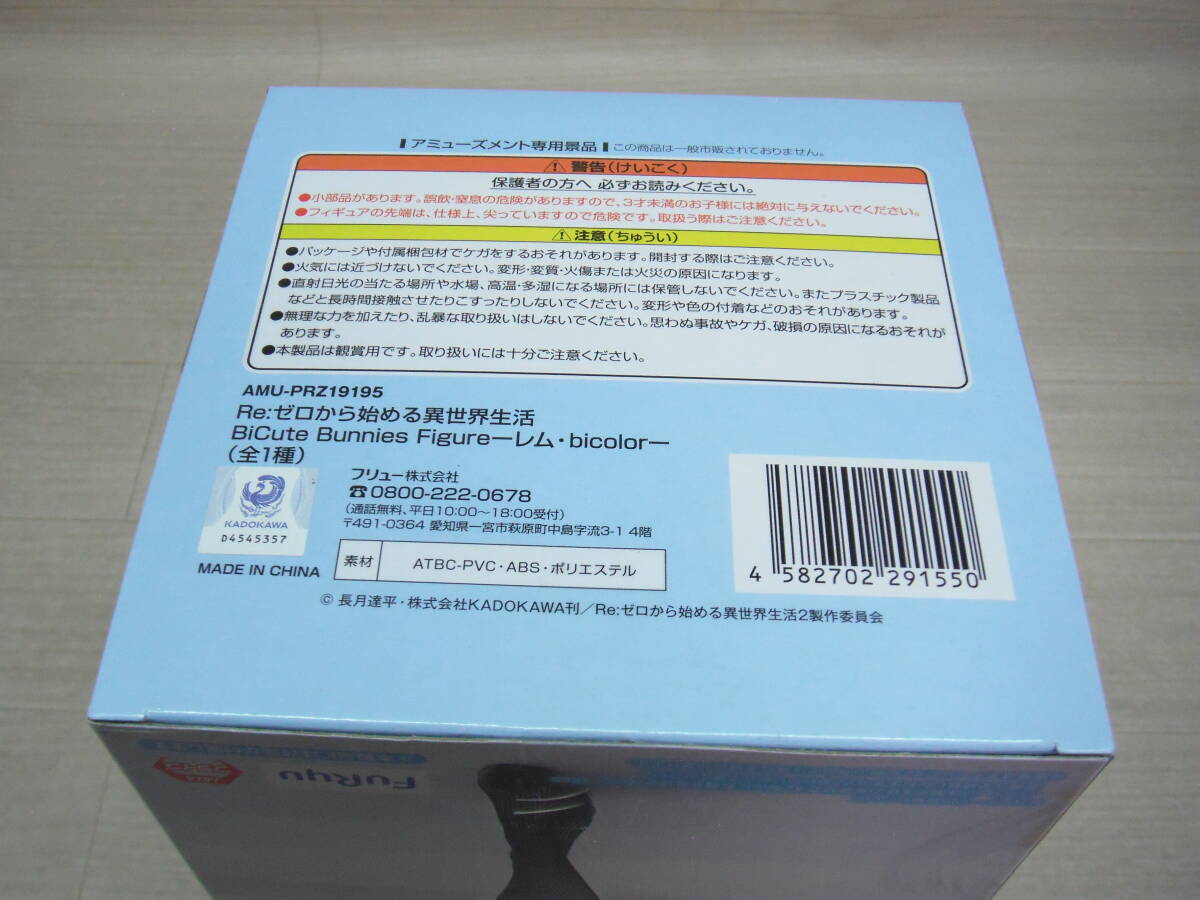 アミューズメント専用景品 この商品は一般市販されておりません。
⚠警告(けいこく)
保護者の方へ 必ずお読みください。
●小部品があります。誤飲・窒息の危険がありますので、3才未満のお子様には絶対に与えないでください。
●フィギュアの先端は、仕様上、尖っていますので危険です。取扱う際はご注意ください。
⚠注意(ちゅうい)
●パッケージや付属梱包材でケガをするおそれがあります。開封する際はご注意ください。
●火気には近づけないでください。変形・変質・火傷または火災の原因になります。
●直射日光の当たる場所や水場、高温・多湿になる場所には保管しないでください。またプラスチック製品
などと長時間接触させたりこすったりしないでください。変形や色の付着などのおそれがあります。
●無理な力を加えたり、乱暴な取り扱いはしないでください。思わぬ事故やケガ、破損の原因になるおそれが
あります。
●本製品は観賞用です。取り扱いには十分ご注意ください。
AMU-PRZ19195
Re:ゼロから始める異世界生活
BiCute Bunnies Figureーレム・bicolorー
(全1種)
フリュー株式会社
☎0800-222-0678
(通話無料、平日10:00〜18:00受付)
〒491-0364 愛知県一宮市萩原町中島字流3-1 4階
KADOKAWA
D4545357
MADE IN CHINA
素材 ATBC-PVC・ABS・ポリエステル
4 582702 291550
© 長月達平・株式会社KADOKAWA刊/Re:ゼロから始める異世界生活2製作委員会
FuRyu